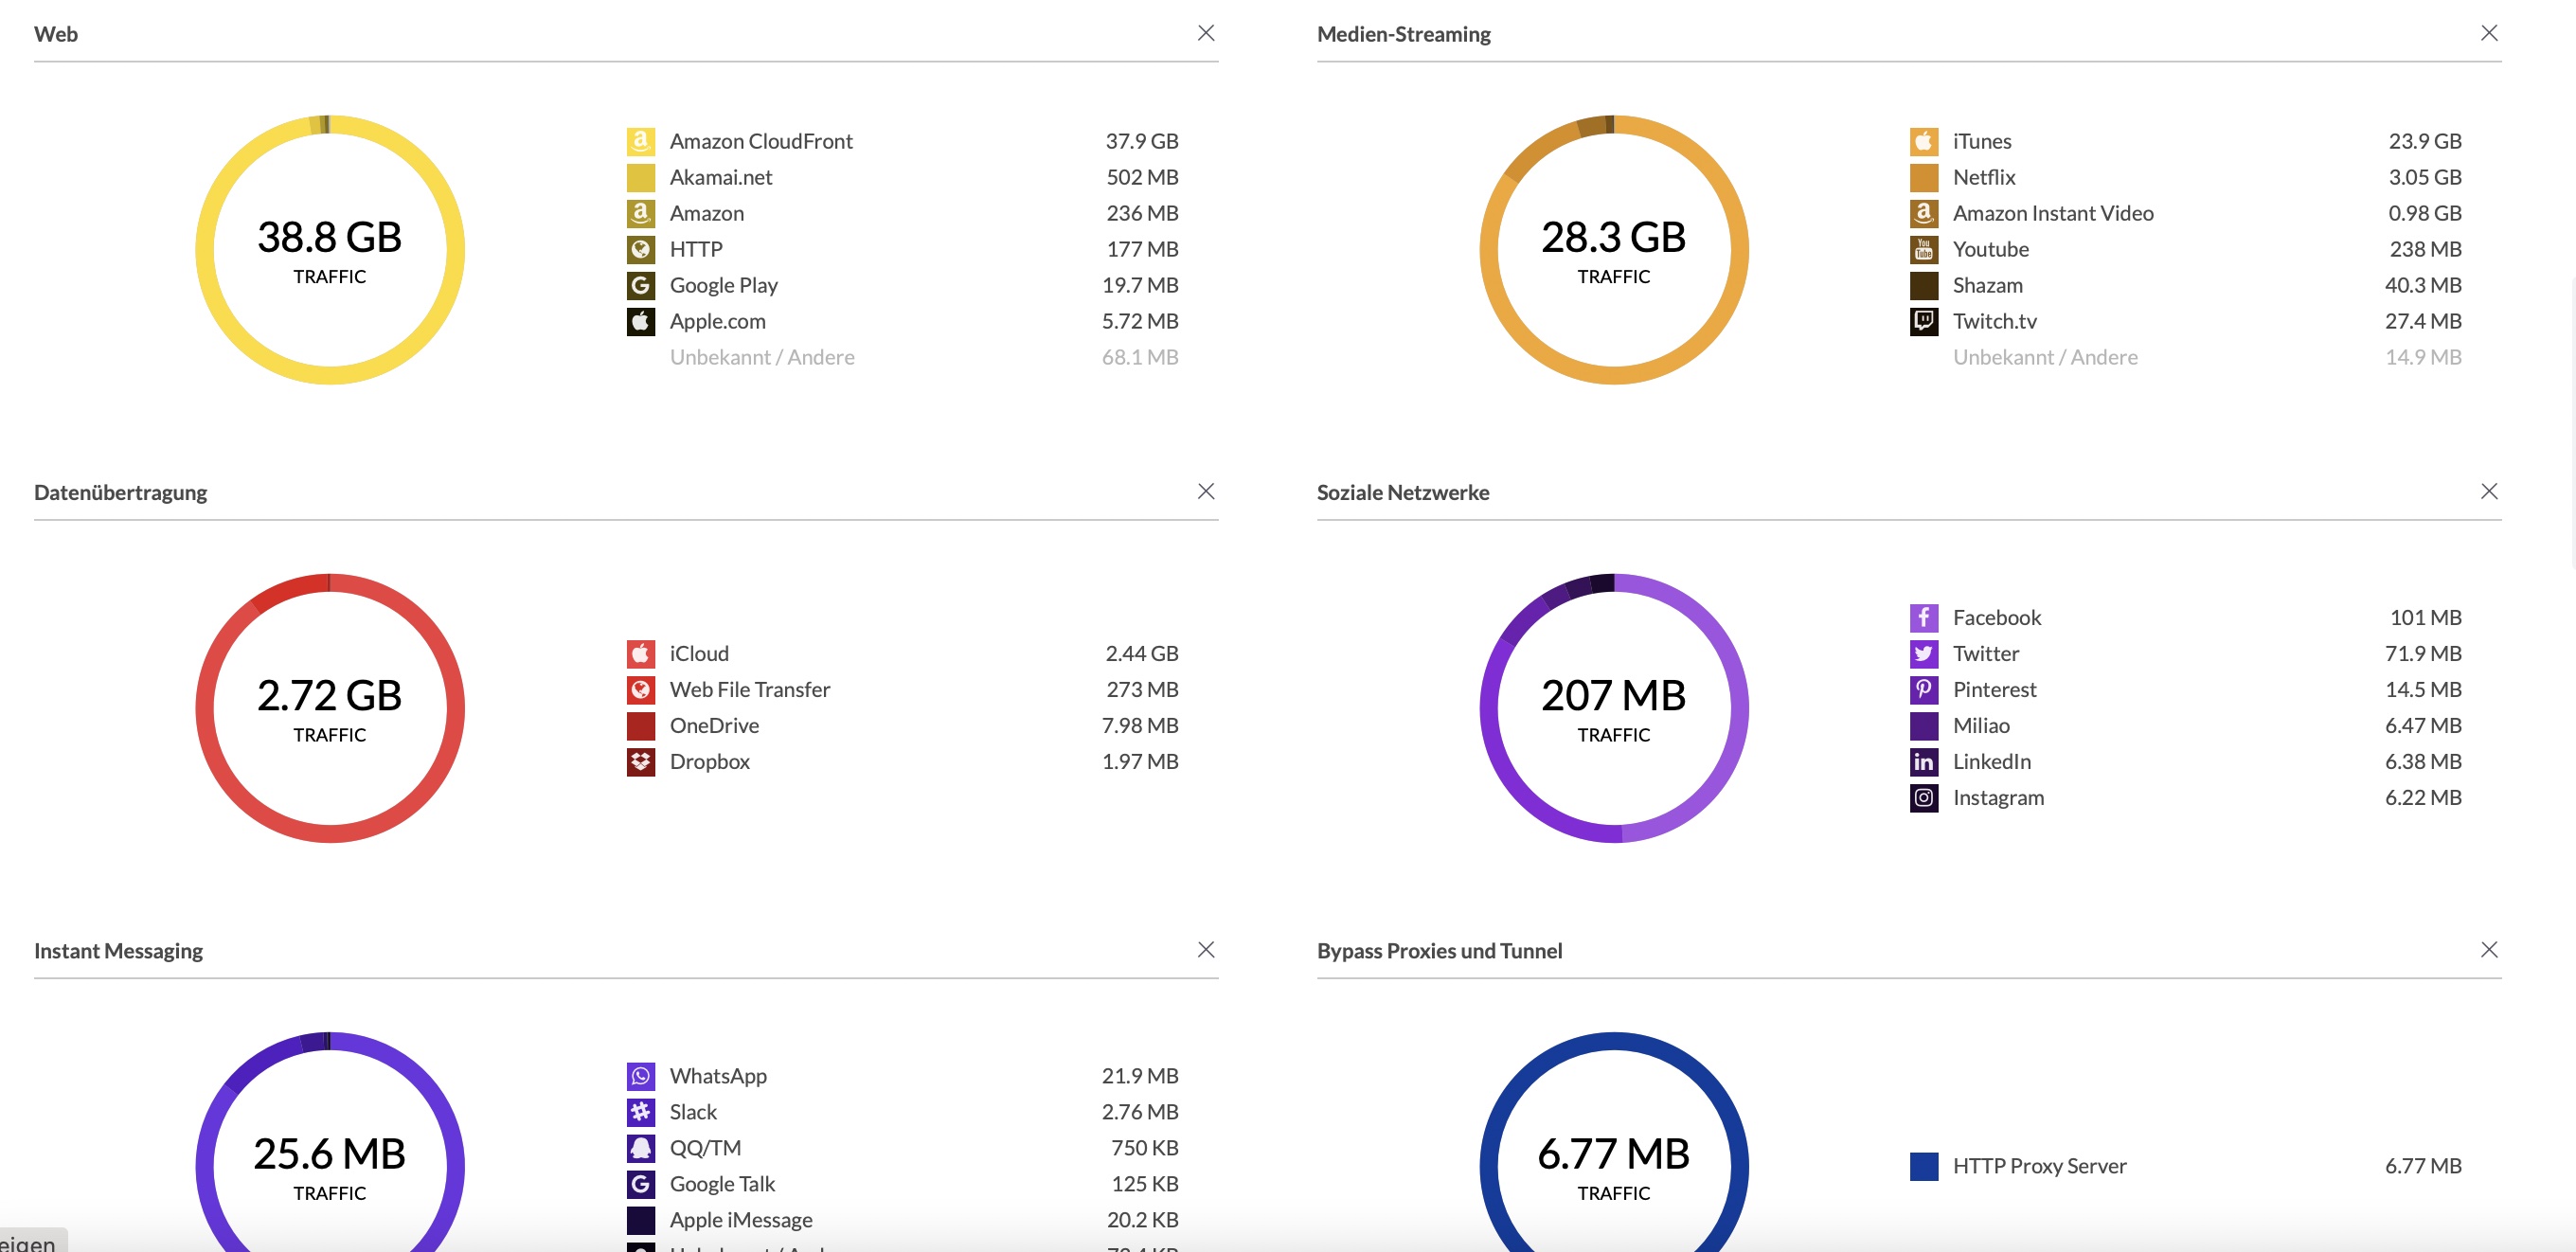 Web
38.8 GB
TRAFFIC
Amazon CloudFront 37.9 GB
Akamai.net 502 MB
Amazon 236 MB
HTTP 177 MB
Google Play 19.7 MB
Apple.com 5.72 MB
Unbekannt / Andere 68.1 MB
Medien-Streaming
28.3 GB
TRAFFIC
iTunes 23.9 GB
Netflix 3.05 GB
Amazon Instant Video 0.98 GB
You Tube
Youtube 238 MB
Shazam 40.3 MB
Twitch.tv 27.4 MB
Unbekannt / Andere 14.9 MB
Datenübertragung
2.72 GB
TRAFFIC
iCloud 2.44 GB
Web File Transfer 273 MB
OneDrive 7.98 MB
Dropbox 1.97 MB
Soziale Netzwerke
207 MB
TRAFFIC
Facebook 101 MB
Twitter 71.9 MB
Pinterest 14.5 MB
Miliao 6.47 MB
LinkedIn 6.38 MB
Instagram 6.22 MB
Instant Messaging
25.6 MB
TRAFFIC
WhatsApp 21.9 MB
Slack 2.76 MB
QQ/TM 750 KB
Google Talk 125 KB
Apple iMessage 20.2 KB
Bypass Proxies und Tunnel
6.77 MB
TRAFFIC
HTTP Proxy Server 6.77 MB
eigen